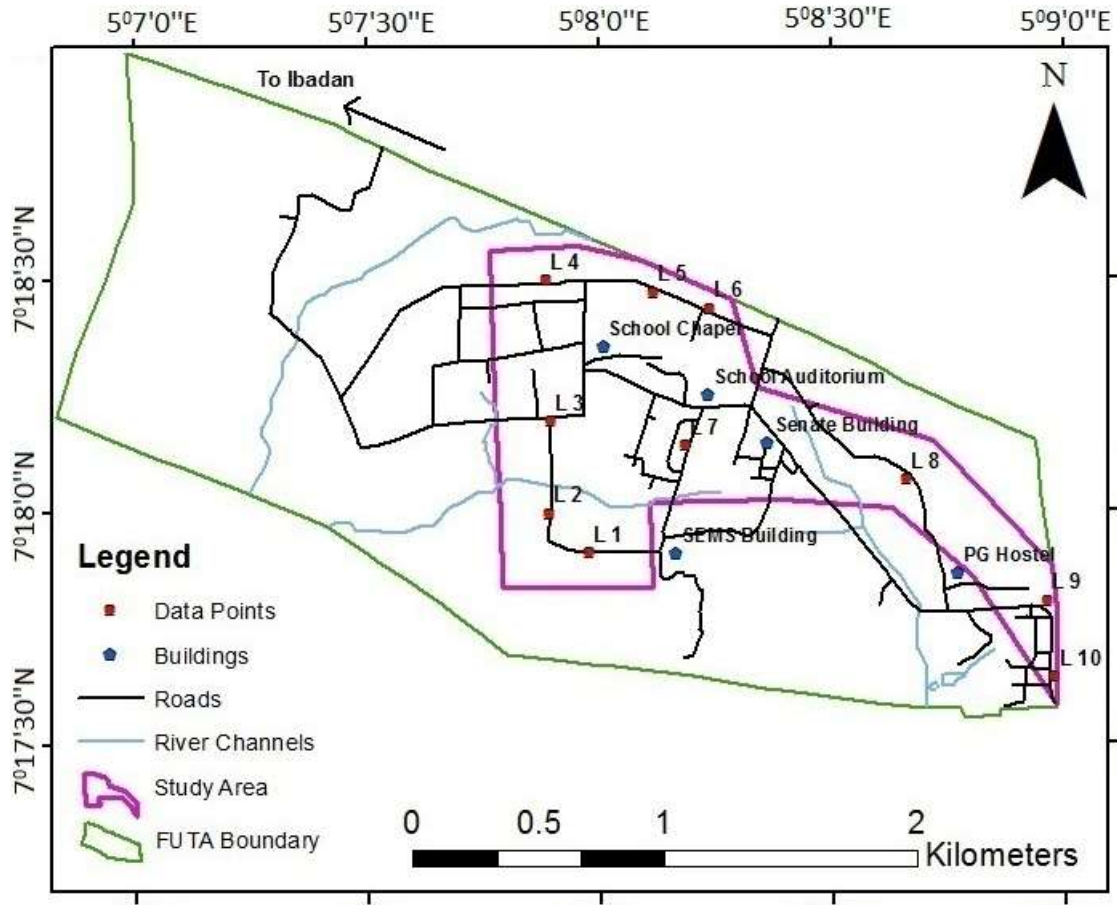 5⁰7'0"E 5⁰7'30"E 5⁰8'0"E 5⁰8'30"E 5⁰9'0"E
To Ibadan
N
7⁰18'30"N
L 4
L 5
L 6
School Chapel
School Auditorium
L 3
Senate Building
L 7
L 8
7⁰18'0"N
L 2
L 1
SEMS Building
PG Hostel
L 9
L 10
7⁰17'30"N
Legend
Data Points
Buildings
Roads
River Channels
Study Area
FUTA Boundary
0 0.5 1 2
Kilometers